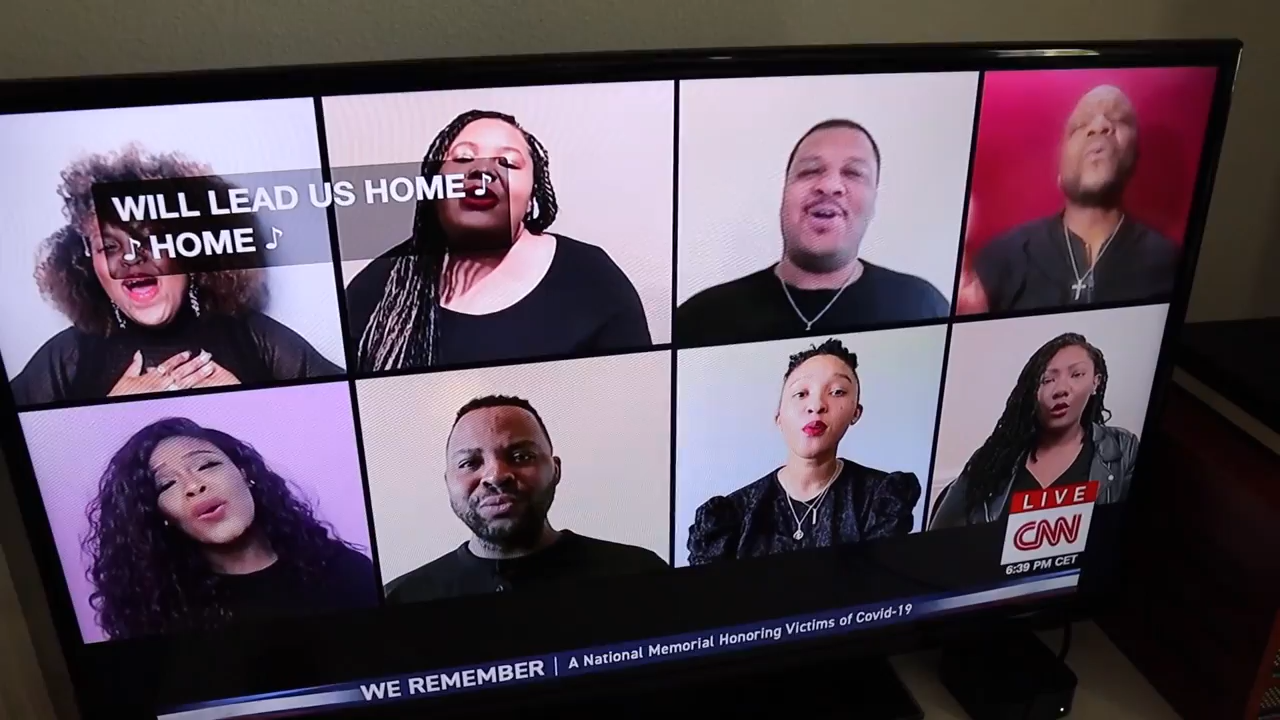 WILL LEAD US HOME ♪
♪ HOME ♪
LIVE
CNN
6:39 PM CET
WE REMEMBER | A National Memorial Honoring Victims of Covid-19